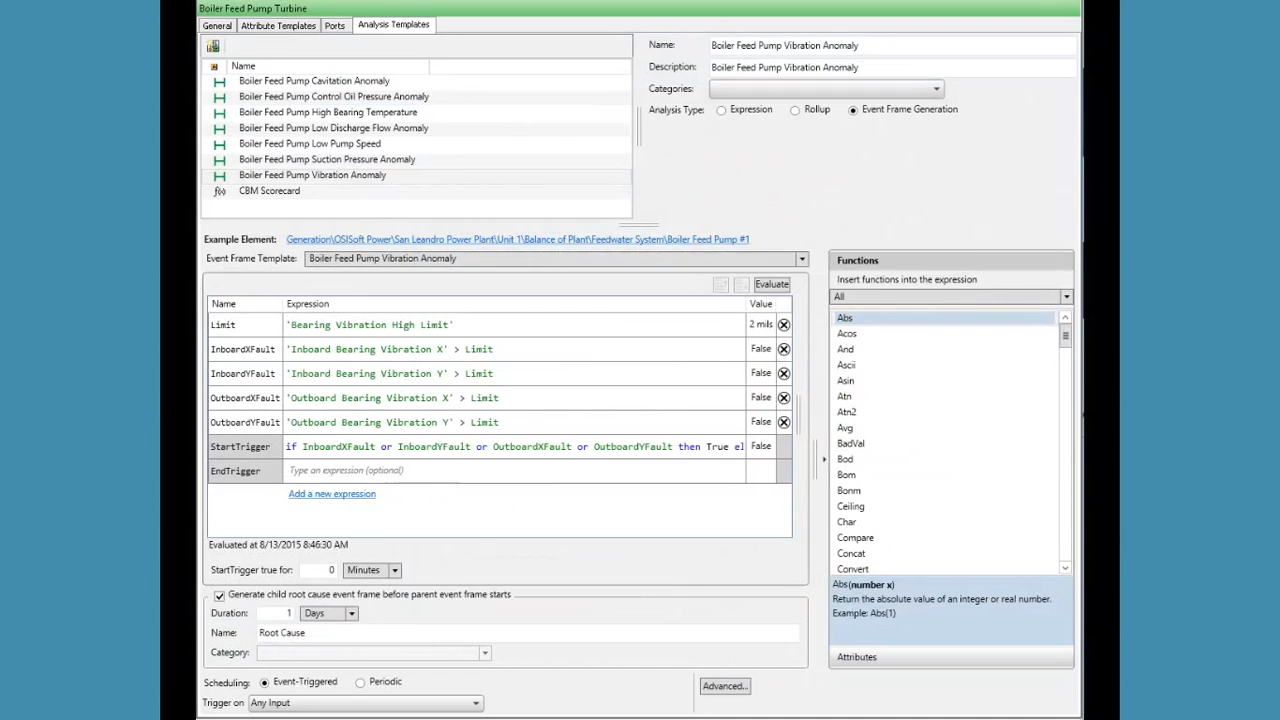 Boiler Feed Pump Turbine
General Attribute Templates Ports Analysis Templates
Name
Boiler Feed Pump Cavitation Anomaly
Boiler Feed Pump Control Oil Pressure Anomaly
Boiler Feed Pump High Bearing Temperature
Boiler Feed Pump Low Discharge Flow Anomaly
Boiler Feed Pump Low Pump Speed
Boiler Feed Pump Suction Pressure Anomaly
Boiler Feed Pump Vibration Anomaly
f(x) CBM Scorecard
Name: Boiler Feed Pump Vibration Anomaly
Description: Boiler Feed Pump Vibration Anomaly
Categories:
Analysis Type: Expression Rollup Event Frame Generation
Example Element: Generation\OSISoft Power\San Leandro Power Plant\Unit 1\Balance of Plant\Feedwater System\Boiler Feed Pump #1
Event Frame Template: Boiler Feed Pump Vibration Anomaly
Evaluate
Name Expression Value
Limit 'Bearing Vibration High Limit' 2 mils
InboardXFault 'Inboard Bearing Vibration X' > Limit False
InboardYFault 'Inboard Bearing Vibration Y' > Limit False
OutboardXFault 'Outboard Bearing Vibration X' > Limit False
OutboardYFault 'Outboard Bearing Vibration Y' > Limit False
StartTrigger if InboardXFault or InboardYFault or OutboardXFault or OutboardYFault then True el False
EndTrigger Type an expression (optional)
Add a new expression
Evaluated at 8/13/2015 8:46:30 AM
StartTrigger true for: 0 Minutes
Generate child root cause event frame before parent event frame starts
Duration: 1 Days
Name: Root Cause
Category:
Scheduling: Event-Triggered Periodic
Trigger on Any Input
Advanced...
Functions
Insert functions into the expression
All
Abs
Acos
And
Ascii
Asin
Atn
Atn2
Avg
BadVal
Bod
Bom
Bonm
Ceiling
Char
Compare
Concat
Convert
Abs(number x)
Return the absolute value of an integer or real number.
Example: Abs(1)
Attributes